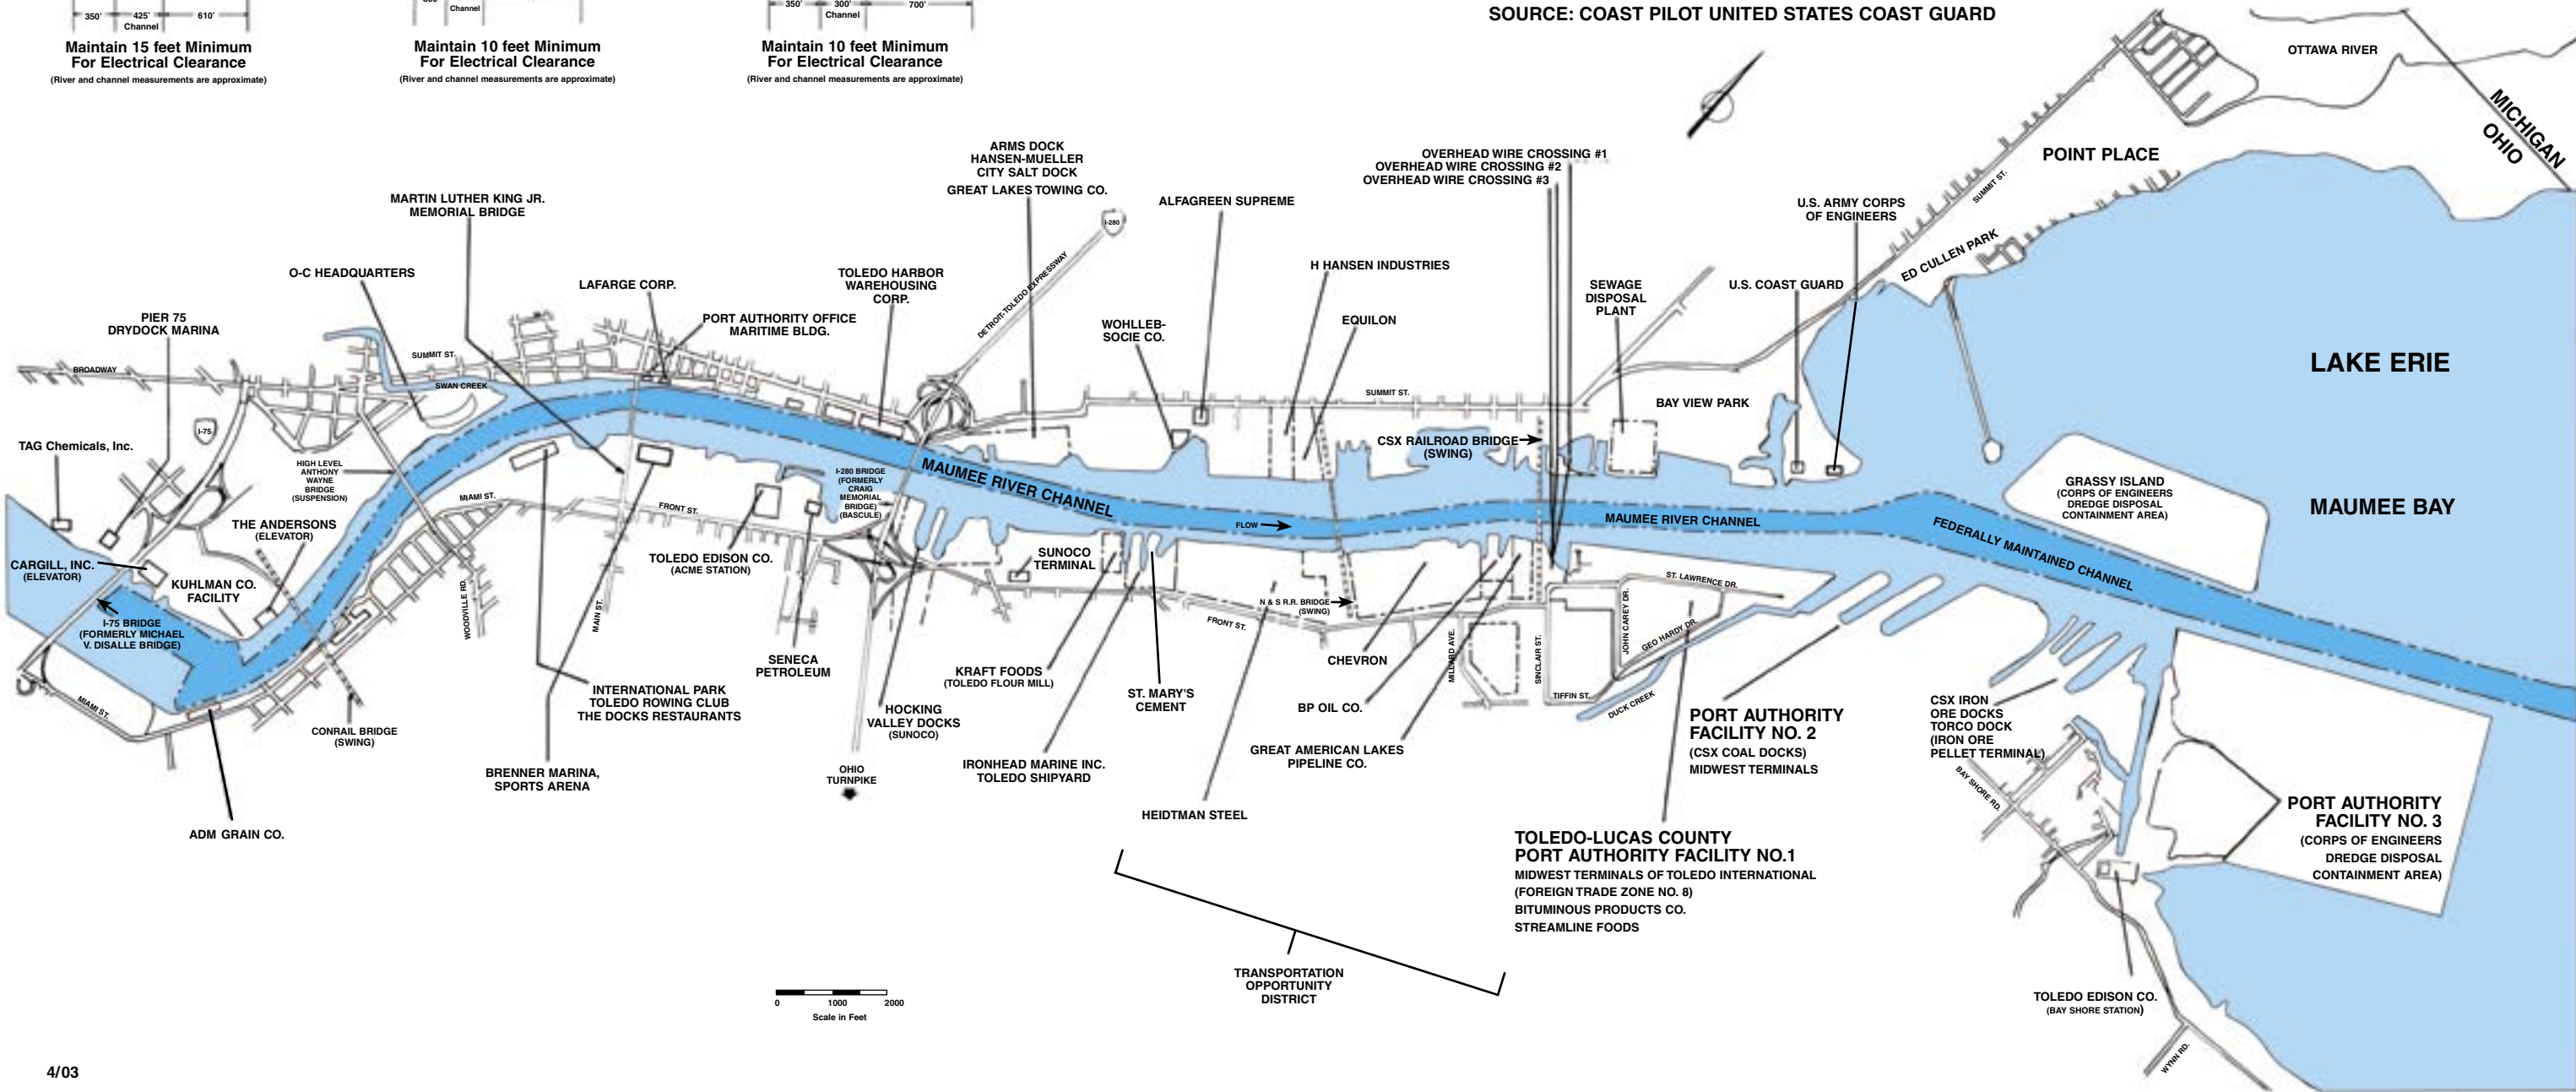 350'
425'
610'
Channel
Maintain 15 feet Minimum
For Electrical Clearance
(River and channel measurements are approximate)
Channel
Maintain 10 feet Minimum
For Electrical Clearance
(River and channel measurements are approximate)
350'
300'
700'
Channel
Maintain 10 feet Minimum
For Electrical Clearance
(River and channel measurements are approximate)
SOURCE: COAST PILOT UNITED STATES COAST GUARD
OTTAWA RIVER
MICHIGAN
OHIO
POINT PLACE
SUMMIT ST.
ED CULLEN PARK
ARMS DOCK
HANSEN-MUELLER
CITY SALT DOCK
GREAT LAKES TOWING CO.
OVERHEAD WIRE CROSSING #1
OVERHEAD WIRE CROSSING #2
OVERHEAD WIRE CROSSING #3
MARTIN LUTHER KING JR.
MEMORIAL BRIDGE
ALFAGREEN SUPREME
U.S. ARMY CORPS
OF ENGINEERS
I-280
DETROIT-TOLEDO EXPRESSWAY
O-C HEADQUARTERS
LAFARGE CORP.
TOLEDO HARBOR
WAREHOUSING
CORP.
H HANSEN INDUSTRIES
SEWAGE
DISPOSAL
PLANT
U.S. COAST GUARD
PIER 75
DRYDOCK MARINA
PORT AUTHORITY OFFICE
MARITIME BLDG.
WOHLLEB-
SOCIE CO.
EQUILON
SUMMIT ST.
BROADWAY
SWAN CREEK
SUMMIT ST.
BAY VIEW PARK
LAKE ERIE
I-75
TAG Chemicals, Inc.
HIGH LEVEL
ANTHONY
WAYNE
BRIDGE
(SUSPENSION)
I-280 BRIDGE
(FORMERLY
CRAIG
MEMORIAL
BRIDGE)
(BASCULE)
MAUMEE RIVER CHANNEL
CSX RAILROAD BRIDGE
(SWING)
GRASSY ISLAND
(CORPS OF ENGINEERS
DREDGE DISPOSAL
CONTAINMENT AREA)
MAUMEE BAY
MIAMI ST.
FRONT ST.
THE ANDERSONS
(ELEVATOR)
FLOW
MAUMEE RIVER CHANNEL
FEDERALLY MAINTAINED CHANNEL
CARGILL, INC.
(ELEVATOR)
KUHLMAN CO.
FACILITY
TOLEDO EDISON CO.
(ACME STATION)
SUNOCO
TERMINAL
ST. LAWRENCE DR.
I-75 BRIDGE
(FORMERLY MICHAEL
V. DISALLE BRIDGE)
WOODVILLE RD.
MAIN ST.
N & S R.R. BRIDGE
(SWING)
FRONT ST.
MILLARD AVE.
SINCLAIR ST.
JOHN CAREY DR.
GEO HARDY DR.
TIFFIN ST.
DUCK CREEK
MIAMI ST.
CONRAIL BRIDGE
(SWING)
INTERNATIONAL PARK
TOLEDO ROWING CLUB
THE DOCKS RESTAURANTS
SENECA
PETROLEUM
KRAFT FOODS
(TOLEDO FLOUR MILL)
ST. MARY'S
CEMENT
CHEVRON
BP OIL CO.
HOCKING
VALLEY DOCKS
(SUNOCO)
PORT AUTHORITY
FACILITY NO. 2
(CSX COAL DOCKS)
MIDWEST TERMINALS
CSX IRON
ORE DOCKS
TORCO DOCK
(IRON ORE
PELLET TERMINAL)
BAY SHORE RD.
BRENNER MARINA,
SPORTS ARENA
OHIO
TURNPIKE
IRONHEAD MARINE INC.
TOLEDO SHIPYARD
GREAT AMERICAN LAKES
PIPELINE CO.
HEIDTMAN STEEL
ADM GRAIN CO.
TOLEDO-LUCAS COUNTY
PORT AUTHORITY FACILITY NO.1
MIDWEST TERMINALS OF TOLEDO INTERNATIONAL
(FOREIGN TRADE ZONE NO. 8)
BITUMINOUS PRODUCTS CO.
STREAMLINE FOODS
PORT AUTHORITY
FACILITY NO. 3
(CORPS OF ENGINEERS
DREDGE DISPOSAL
CONTAINMENT AREA)
TRANSPORTATION
OPPORTUNITY
DISTRICT
0 1000 2000
Scale in Feet
TOLEDO EDISON CO.
(BAY SHORE STATION)
WYNN RD.
4/03